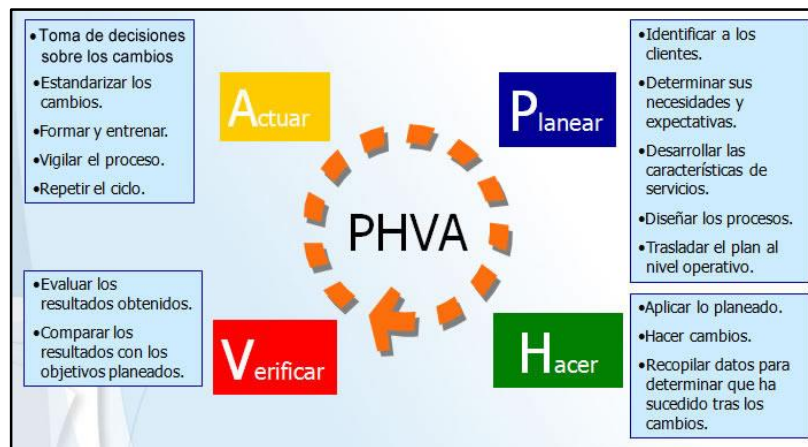 •Toma de decisiones
sobre los cambios
•Estandarizar los
cambios.
•Formar y entrenar.
•Vigilar el proceso.
•Repetir el ciclo.
Actuar
Planear
•Identificar a los
clientes.
•Determinar sus
necesidades y
expectativas.
•Desarrollar las
características de
servicios.
•Diseñar los procesos.
•Trasladar el plan al
nivel operativo.
PHVA
•Evaluar los
resultados obtenidos.
•Comparar los
resultados con los
objetivos planeados.
Verificar
Hacer
•Aplicar lo planeado.
•Hacer cambios.
•Recopilar datos para
determinar que ha
sucedido tras los
cambios.